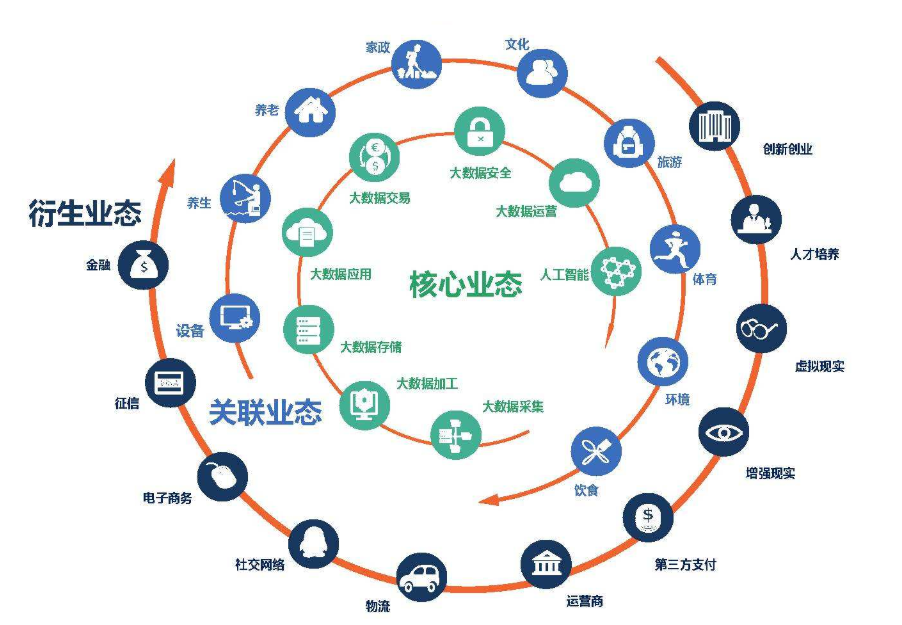 家政
文化
养老
旅游
创新创业
大数据安全
大数据交易
养生
大数据运营
衍生业态
人才培养
金融
大数据应用
核心业态
人工智能
体育
设备
大数据存储
虚拟现实
大数据加工
环境
征信
关联业态
大数据采集
增强现实
饮食
电子商务
社交网络
第三方支付
物流
运营商